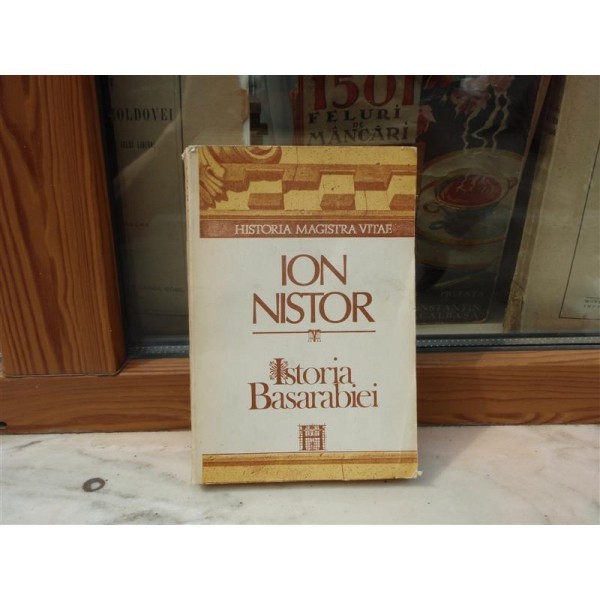 HISTORIA MAGISTRA VITAE
ION
NISTOR
Istoria
Basarabiei
MOLDOVEI
1501
FELURI
DE
MÂNCĂRI